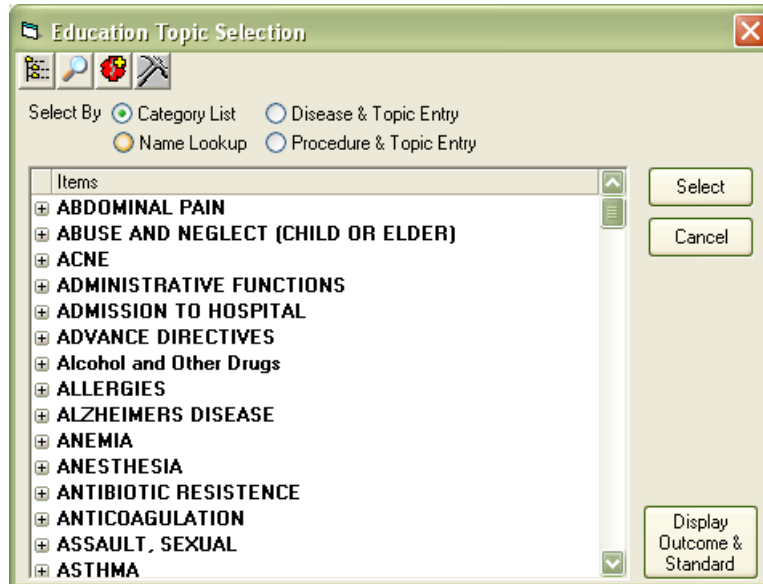 Education Topic Selection
Select By Category List Disease & Topic Entry
Name Lookup Procedure & Topic Entry
Items
ABDOMINAL PAIN
ABUSE AND NEGLECT (CHILD OR ELDER)
ACNE
ADMINISTRATIVE FUNCTIONS
ADMISSION TO HOSPITAL
ADVANCE DIRECTIVES
Alcohol and Other Drugs
ALLERGIES
ALZHEIMERS DISEASE
ANEMIA
ANESTHESIA
ANTIBIOTIC RESISTENCE
ANTICOAGULATION
ASSAULT, SEXUAL
ASTHMA
Select
Cancel
Display
Outcome &
Standard